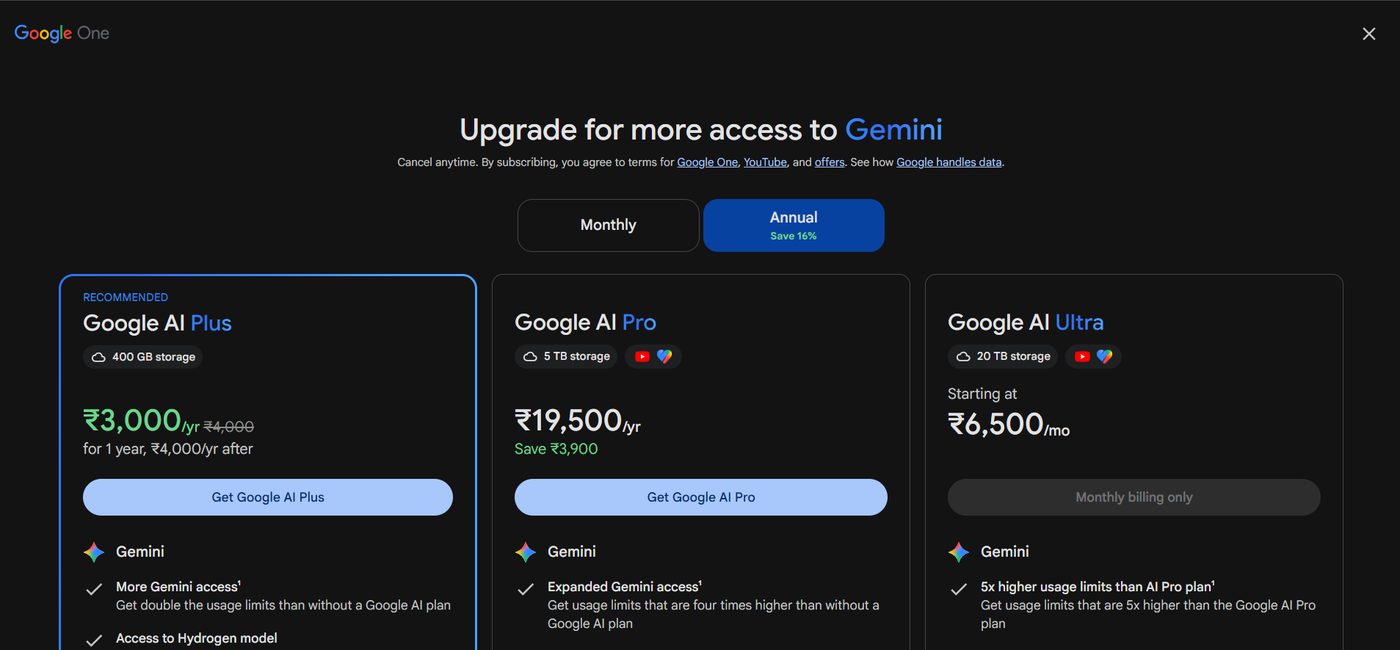 Google One
Upgrade for more access to Gemini
Cancel anytime. By subscribing, you agree to terms for Google One, YouTube, and offers. See how Google handles data.
Monthly
Annual
Save 16%
RECOMMENDED
Google AI Plus
400 GB storage
₹3,000/yr ₹4,000
for 1 year, ₹4,000/yr after
Get Google AI Plus
Gemini
More Gemini access¹
Get double the usage limits than without a Google AI plan
Access to Hydrogen model
Google AI Pro
5 TB storage
₹19,500/yr
Save ₹3,900
Get Google AI Pro
Gemini
Expanded Gemini access¹
Get usage limits that are four times higher than without a
Google AI plan
Google AI Ultra
20 TB storage
Starting at
₹6,500/mo
Monthly billing only
Gemini
5x higher usage limits than AI Pro plan¹
Get usage limits that are 5x higher than the Google AI Pro
plan